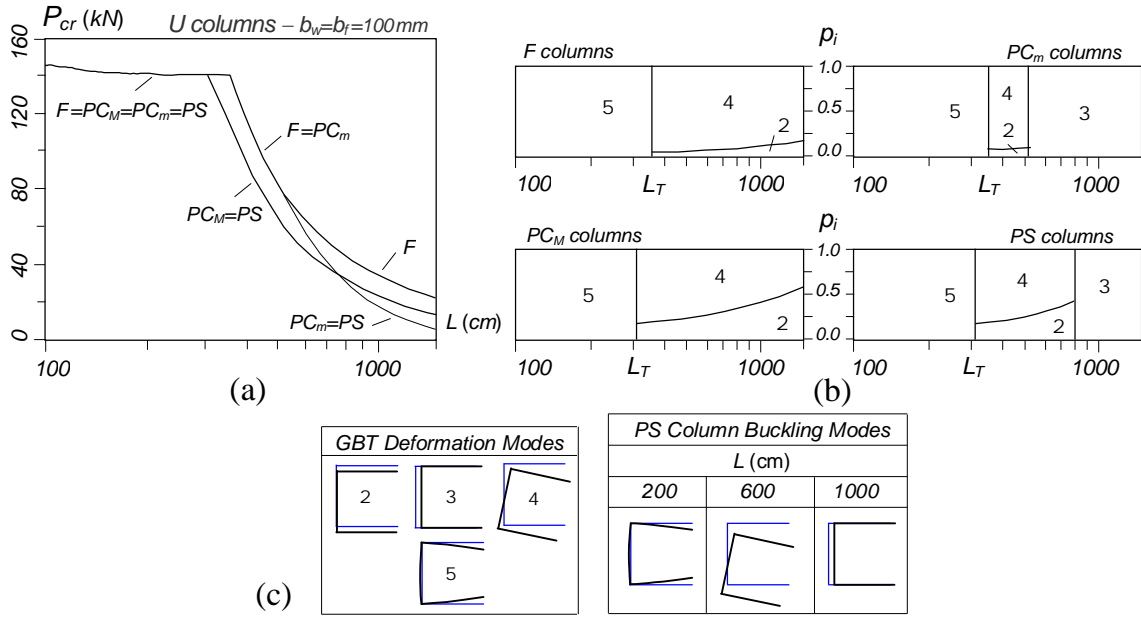 P_cr (kN)
U columns – b_w=b_f=100mm
160
120
80
40
0
F=PC_M=PC_m=PS
F=PC_m
PC_M=PS
F
PC_m=PS
L (cm)
100
1000
(a)
F columns
p_i
PC_m columns
5
4
2
1.0
0.5
0.0
5
4
2
3
100
L_T
1000
100
L_T
1000
PC_M columns
p_i
PS columns
5
4
2
1.0
0.5
0.0
5
4
2
3
100
L_T
1000
100
L_T
1000
(b)
GBT Deformation Modes
2
3
4
5
PS Column Buckling Modes
L (cm)
200
600
1000
(c)